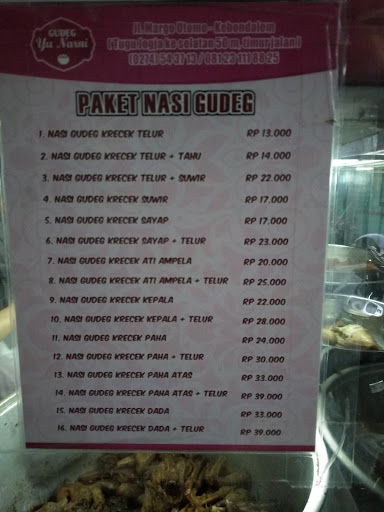 GUDEG
Yu Narni
Jl. Margo Utomo - Kebondalem
(Tugu Jogja ke selatan 50 m, timur jalan)
PAKET NASI GUDEG
1. NASI GUDEG KRECEK TELUR RP 13.000
2. NASI GUDEG KRECEK TELUR + TAHU RP 14.000
3. NASI GUDEG KRECEK TELUR + SUWIR RP 22.000
4. NASI GUDEG KRECEK SUWIR RP 17.000
5. NASI GUDEG KRECEK SAYAP RP 17.000
6. NASI GUDEG KRECEK SAYAP + TELUR RP 23.000
7. NASI GUDEG KRECEK ATI AMPELA RP 20.000
8. NASI GUDEG KRECEK ATI AMPELA + TELUR RP 25.000
9. NASI GUDEG KRECEK KEPALA RP 22.000
10. NASI GUDEG KRECEK KEPALA + TELUR RP 28.000
11. NASI GUDEG KRECEK PAHA RP 24.000
12. NASI GUDEG KRECEK PAHA + TELUR RP 30.000
13. NASI GUDEG KRECEK PAHA ATAS RP 33.000
14. NASI GUDEG KRECEK PAHA ATAS + TELUR RP 39.000
15. NASI GUDEG KRECEK DADA RP 33.000
16. NASI GUDEG KRECEK DADA + TELUR RP 39.000